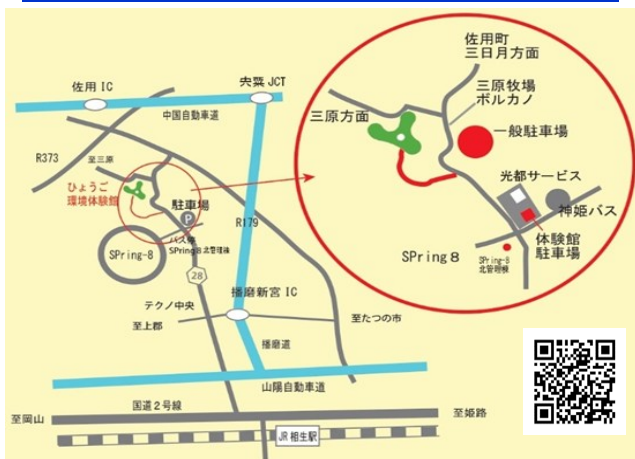 佐用IC
宍粟JCT
中国自動車道
R373
至三原
ひょうご
環境体験館
駐車場
P
バス停
SPring8北管理棟
SPring-8
R179
28
テクノ中央
至上郡
播磨新宮IC
至たつの市
播磨道
山陽自動車道
国道2号線
至岡山
至姫路
JR相生駅
佐用町
三日月方面
三原牧場
ボルカノ
三原方面
一般駐車場
光都サービス
神姫バス
体験館
駐車場
SPring8
SPring-8
北管理棟